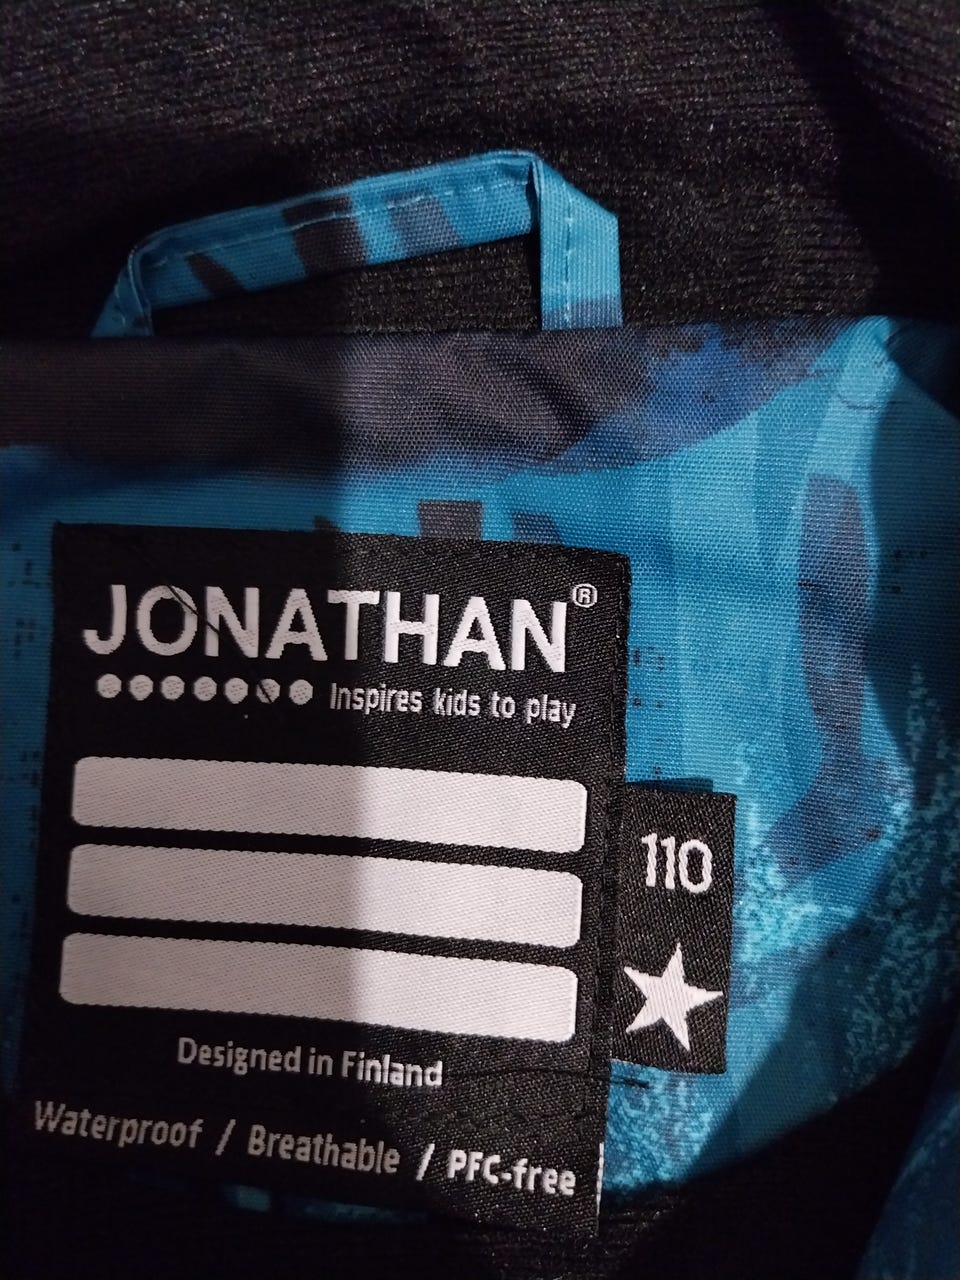 JONATHAN®
Inspires kids to play
110
Designed in Finland
Waterproof / Breathable / PFC-free